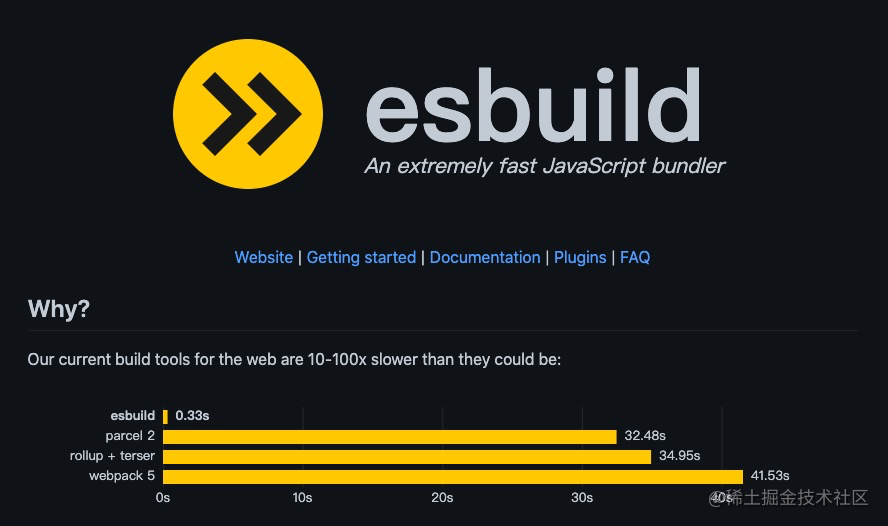 esbuild
An extremely fast JavaScript bundler
Website | Getting started | Documentation | Plugins | FAQ
Why?
Our current build tools for the web are 10-100x slower than they could be:
esbuild 0.33s
parcel 2 32.48s
rollup + terser 34.95s
webpack 5 41.53s
0s 10s 20s 30s 40s
@稀土掘金技术社区